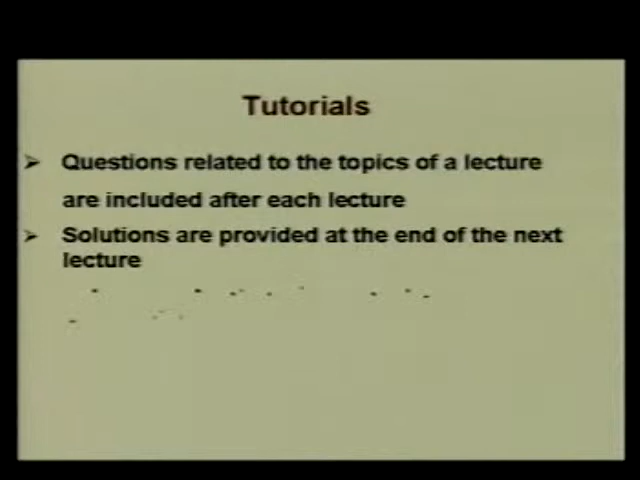 Tutorials
➢ Questions related to the topics of a lecture
are included after each lecture
➢ Solutions are provided at the end of the next
lecture